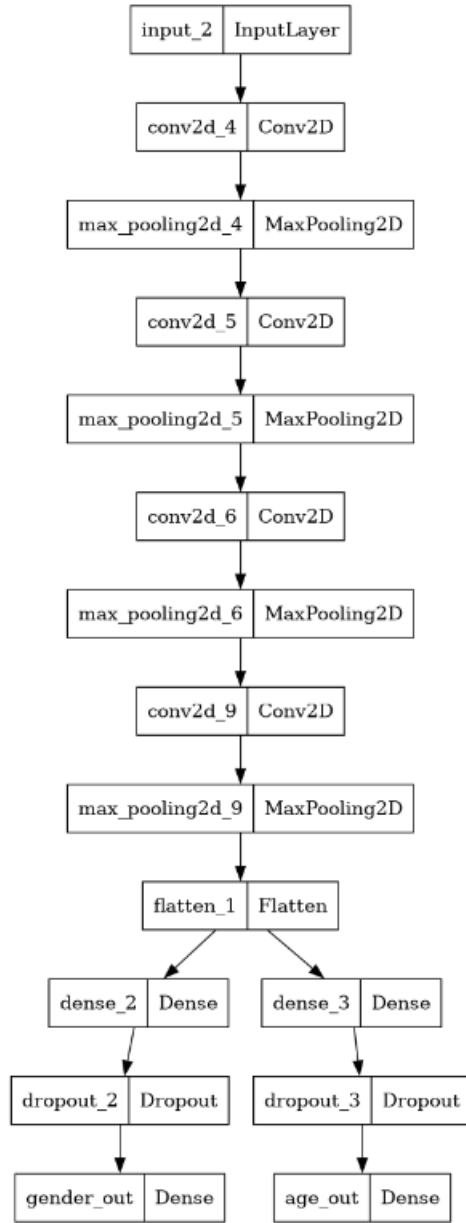 input_2 InputLayer
conv2d_4 Conv2D
max_pooling2d_4 MaxPooling2D
conv2d_5 Conv2D
max_pooling2d_5 MaxPooling2D
conv2d_6 Conv2D
max_pooling2d_6 MaxPooling2D
conv2d_9 Conv2D
max_pooling2d_9 MaxPooling2D
flatten_1 Flatten
dense_2 Dense dense_3 Dense
dropout_2 Dropout dropout_3 Dropout
gender_out Dense age_out Dense